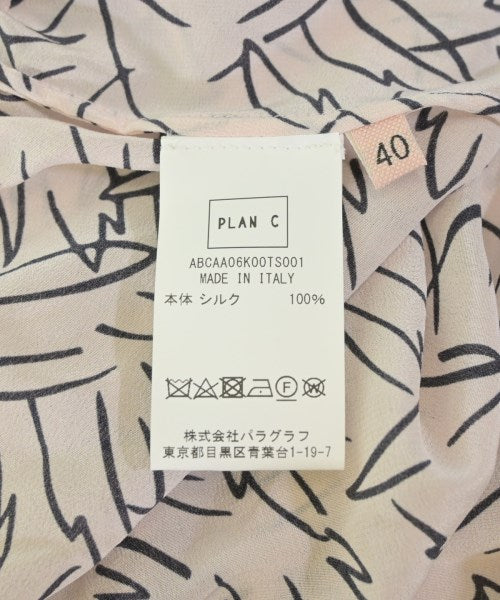 40
PLAN C
ABCAA06K00TS001
MADE IN ITALY
本体 シルク 100%
F W
株式会社パラグラフ
東京都目黒区青葉台1-19-7